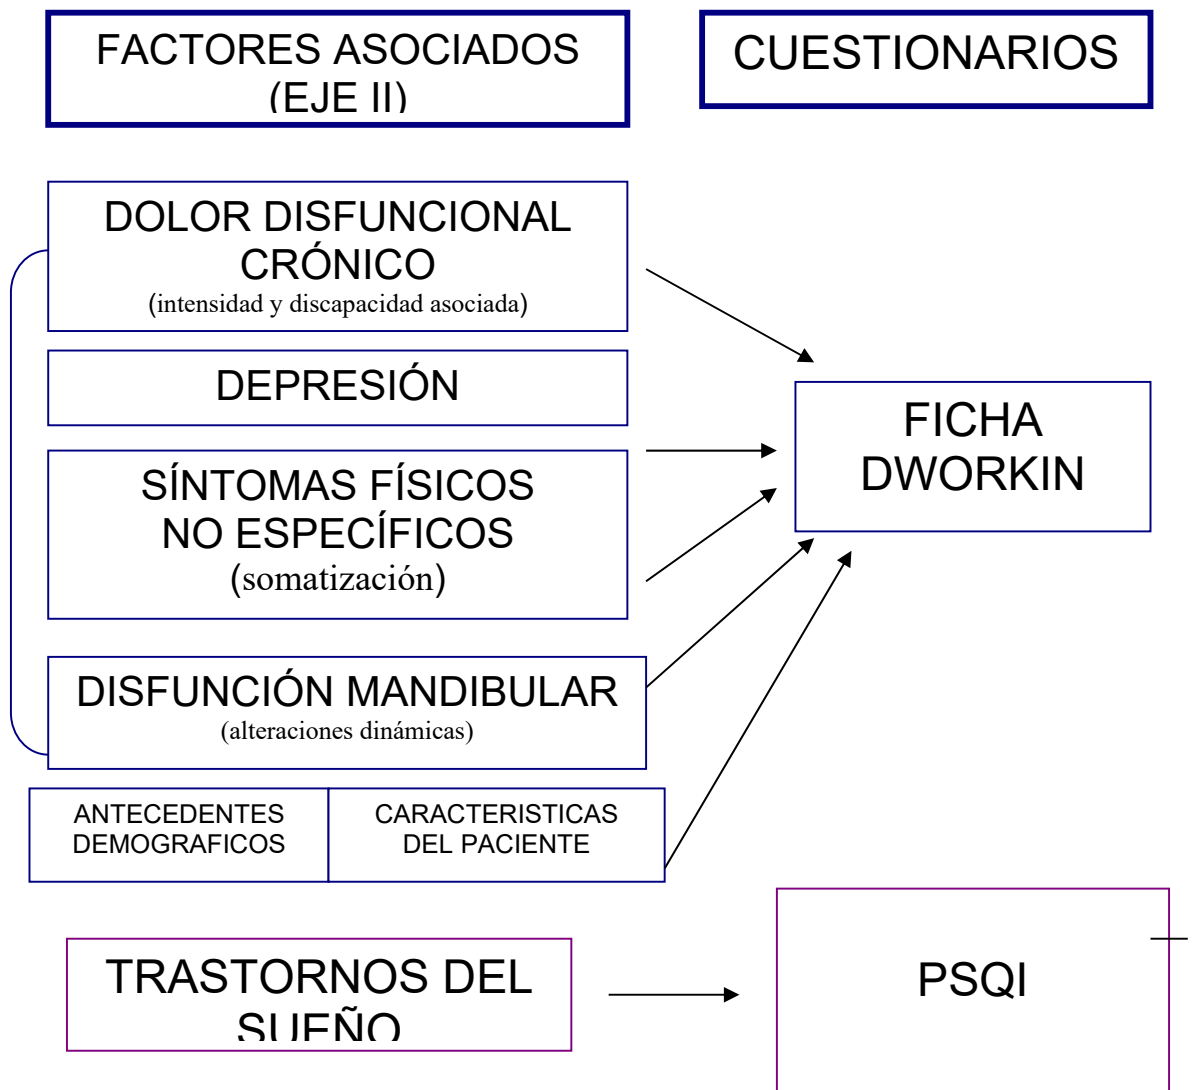 FACTORES ASOCIADOS
(EJE II)
CUESTIONARIOS
DOLOR DISFUNCIONAL
CRÓNICO
(intensidad y discapacidad asociada)
DEPRESIÓN
SÍNTOMAS FÍSICOS
NO ESPECÍFICOS
(somatización)
FICHA
DWORKIN
DISFUNCIÓN MANDIBULAR
(alteraciones dinámicas)
ANTECEDENTES
DEMOGRAFICOS
CARACTERISTICAS
DEL PACIENTE
TRASTORNOS DEL
SUEÑO
PSQI